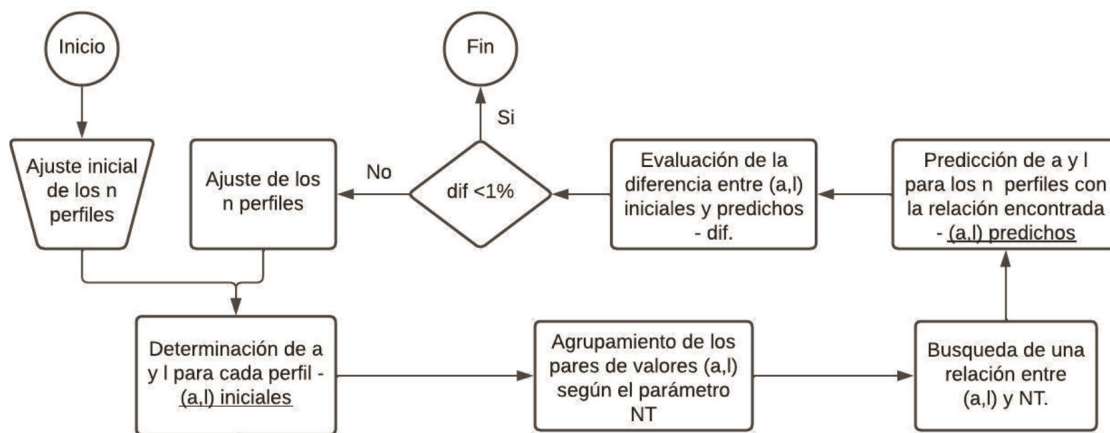 Inicio
Fin
Si
No
Ajuste inicial
de los n
perfiles
Ajuste de los
n perfiles
dif <1%
Evaluación de la
diferencia entre (a,l)
iniciales y predichos
- dif.
Predicción de a y l
para los n perfiles con
la relación encontrada
- (a,l) predichos
Determinación de a
y l para cada perfil -
(a,l) iniciales
Agrupamiento de los
pares de valores (a,l)
según el parámetro
NT
Busqueda de una
relación entre
(a,l) y NT.